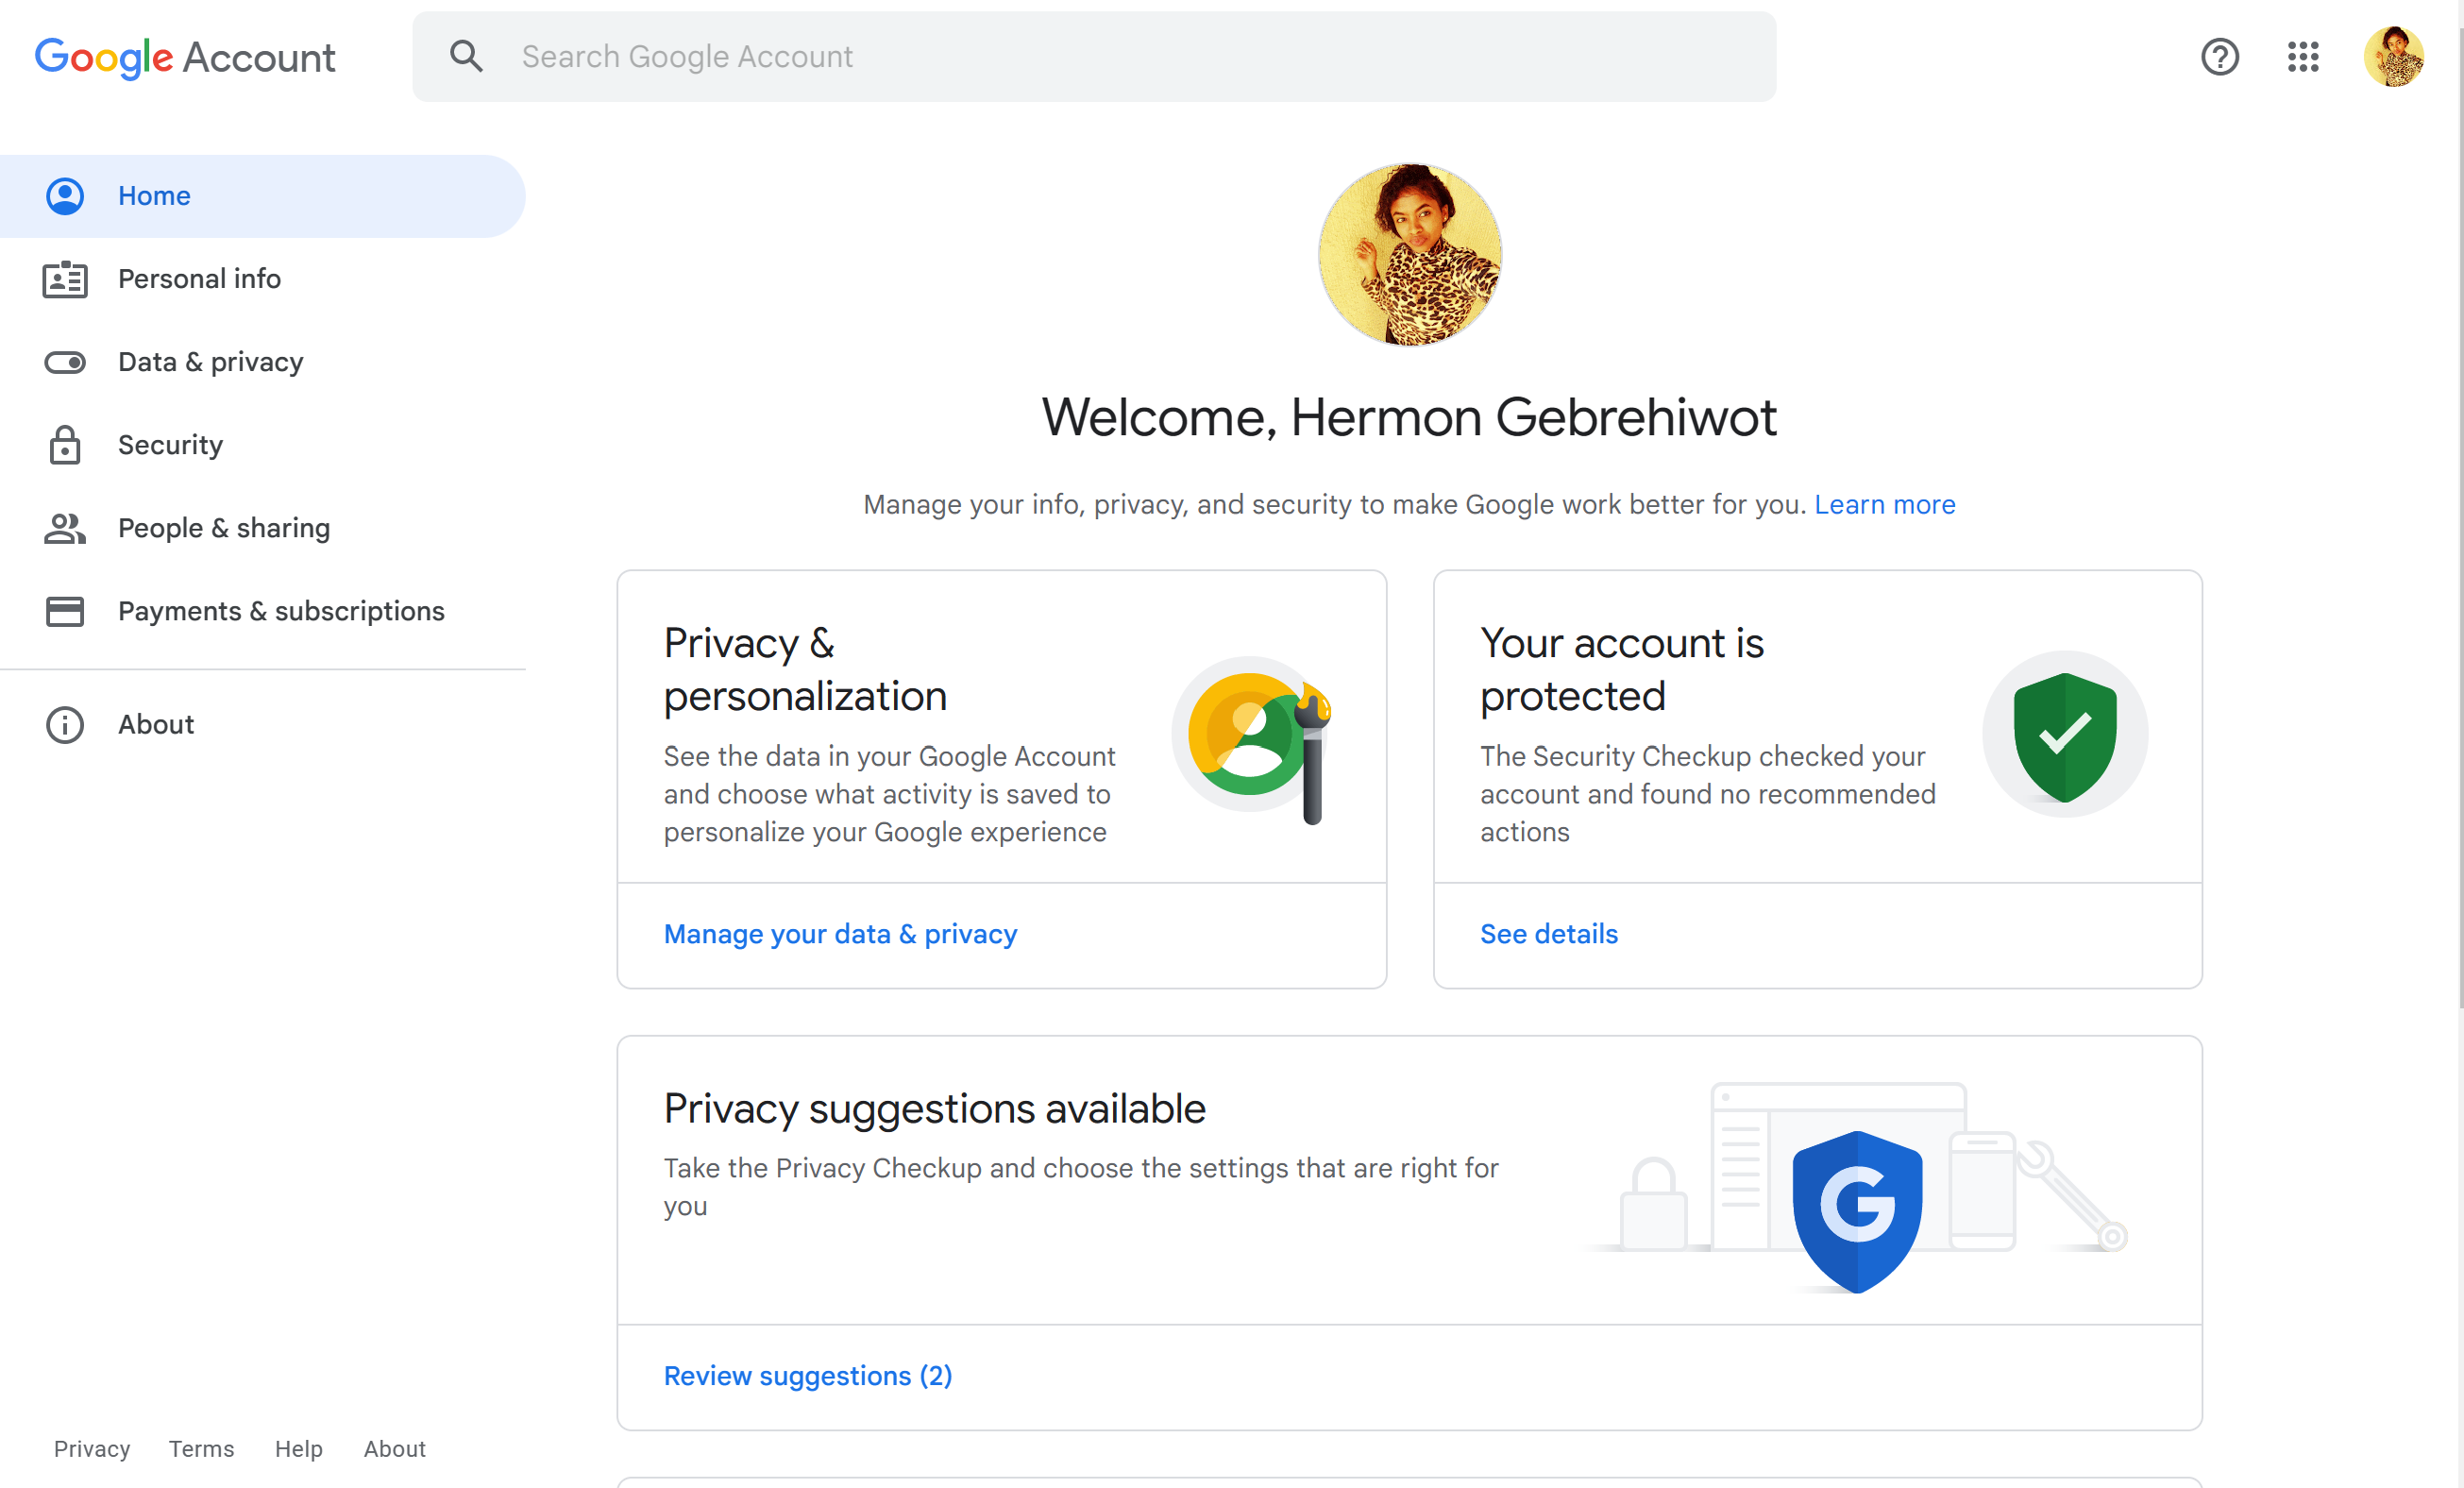 Google Account
Search Google Account
Home
Personal info
Data & privacy
Security
People & sharing
Payments & subscriptions
About
Welcome, Hermon Gebrehiwot
Manage your info, privacy, and security to make Google work better for you. Learn more
Privacy &
personalization
See the data in your Google Account
and choose what activity is saved to
personalize your Google experience
Manage your data & privacy
Your account is
protected
The Security Checkup checked your
account and found no recommended
actions
See details
Privacy suggestions available
Take the Privacy Checkup and choose the settings that are right for
you
G
Review suggestions (2)
Privacy Terms Help About